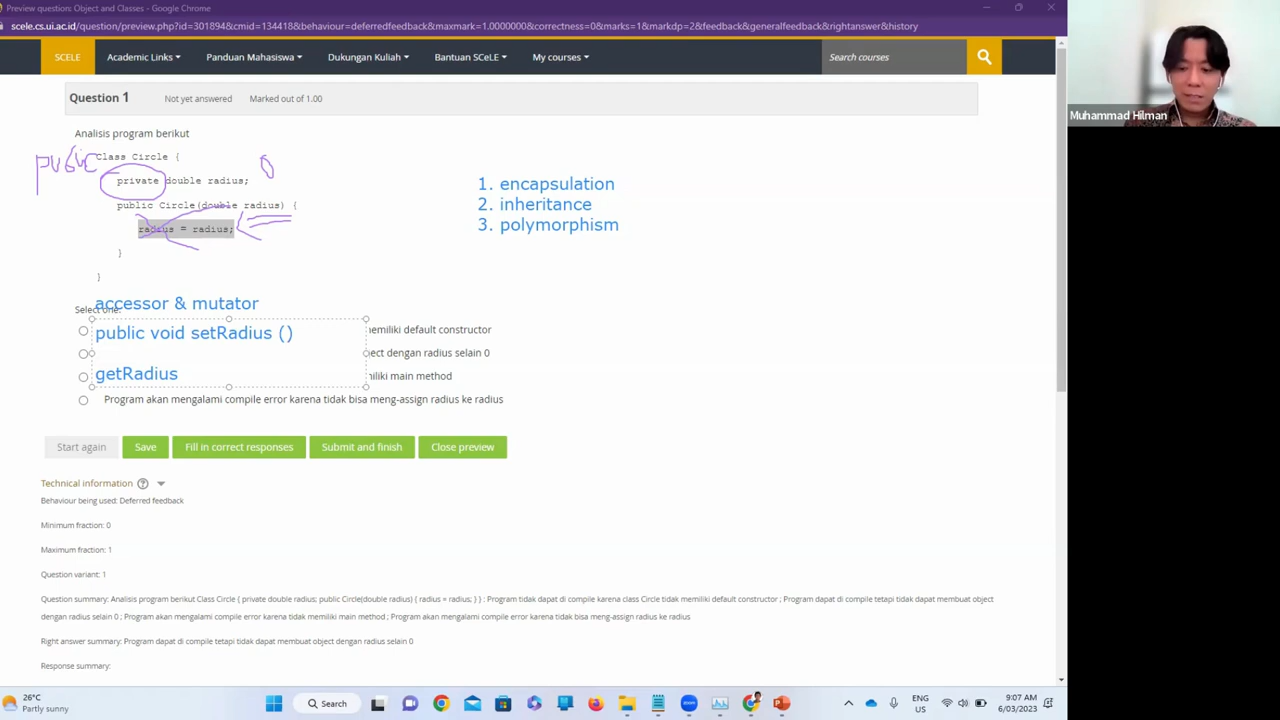 Preview question: Object and Classes - Google Chrome
scele.cs.ui.ac.id/question/preview.php?id=301894&cmid=134418&behaviour=deferredfeedback&maxmark=1.0000000&correctness=0&marks=1&markdp=2&feedback&generalfeedback&rightanswer&history
SCELE Academic Links Panduan Mahasiswa Dukungan Kuliah Bantuan SCeLE My courses Search courses
Muhammad Hilman
Question 1 Not yet answered Marked out of 1.00
Analisis program berikut
public Class Circle {
private double radius; 0
public Circle(double radius) {
radius = radius;
}
}
1. encapsulation
2. inheritance
3. polymorphism
accessor & mutator
Select one:
public void setRadius () memiliki default constructor
ject dengan radius selain 0
getRadius niliki main method
Program akan mengalami compile error karena tidak bisa meng-assign radius ke radius
Start again Save Fill in correct responses Submit and finish Close preview
Technical information
Behaviour being used: Deferred feedback
Minimum fraction: 0
Maximum fraction: 1
Question variant: 1
Question summary: Analisis program berikut Class Circle { private double radius; public Circle(double radius) { radius = radius; } } : Program tidak dapat di compile karena class Circle tidak memiliki default constructor ; Program dapat di compile tetapi tidak dapat membuat object
dengan radius selain 0 ; Program akan mengalami compile error karena tidak memiliki main method ; Program akan mengalami compile error karena tidak bisa meng-assign radius ke radius
Right answer summary: Program dapat di compile tetapi tidak dapat membuat object dengan radius selain 0
Response summary:
26°C
Partly sunny
Search
ENG
US
9:07 AM
6/03/2023